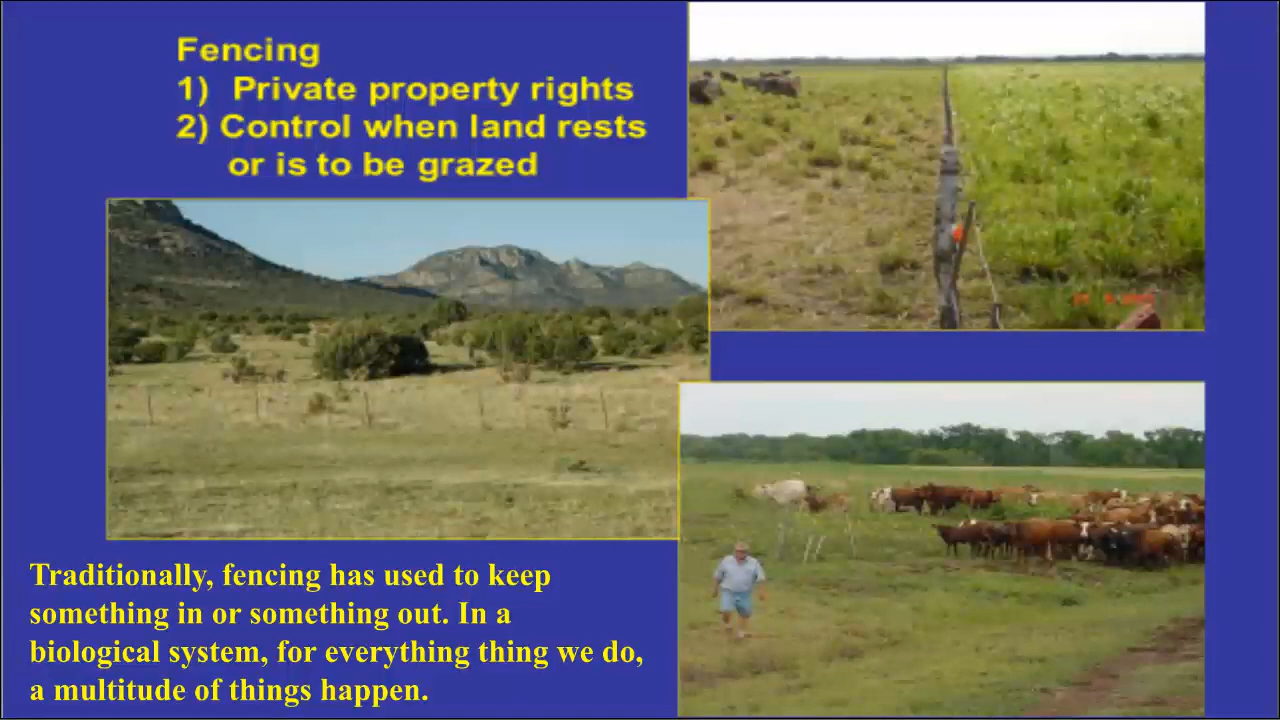 Fencing
1) Private property rights
2) Control when land rests
or is to be grazed
Traditionally, fencing has used to keep
something in or something out. In a
biological system, for everything thing we do,
a multitude of things happen.